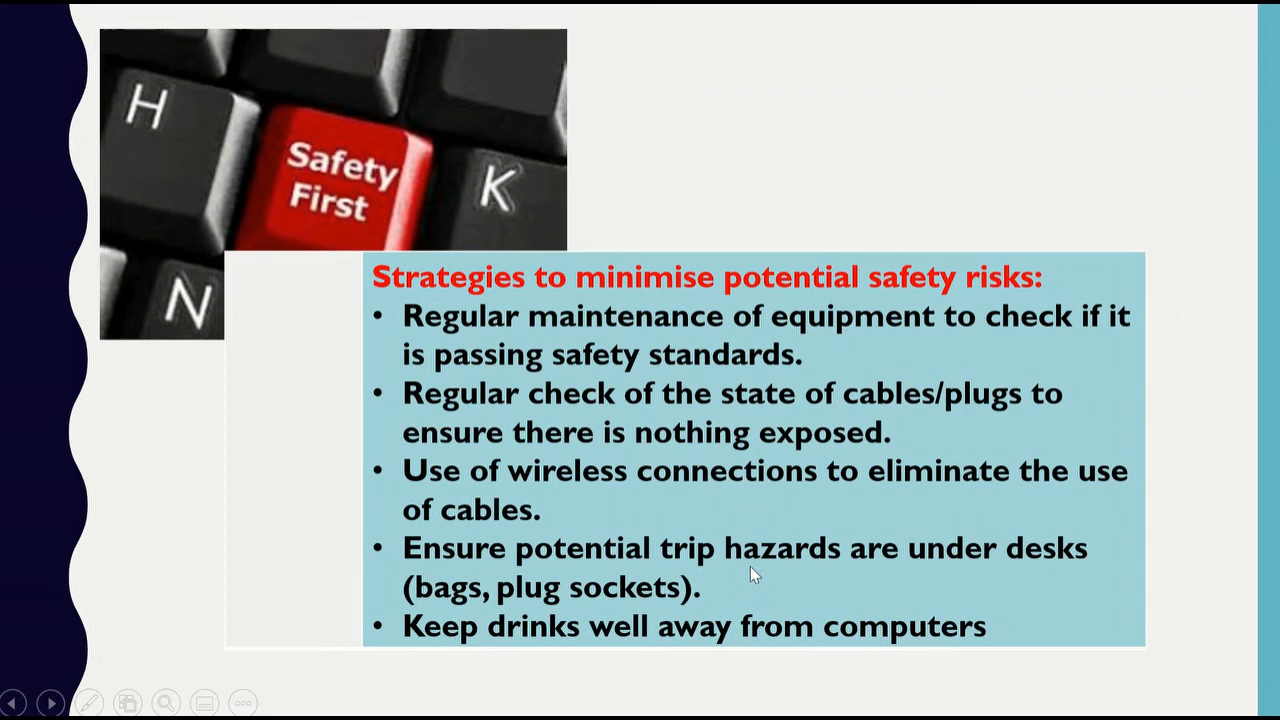 H
Safety
First
K
N
Strategies to minimise potential safety risks:
• Regular maintenance of equipment to check if it
is passing safety standards.
• Regular check of the state of cables/plugs to
ensure there is nothing exposed.
• Use of wireless connections to eliminate the use
of cables.
• Ensure potential trip hazards are under desks
(bags, plug sockets).
• Keep drinks well away from computers